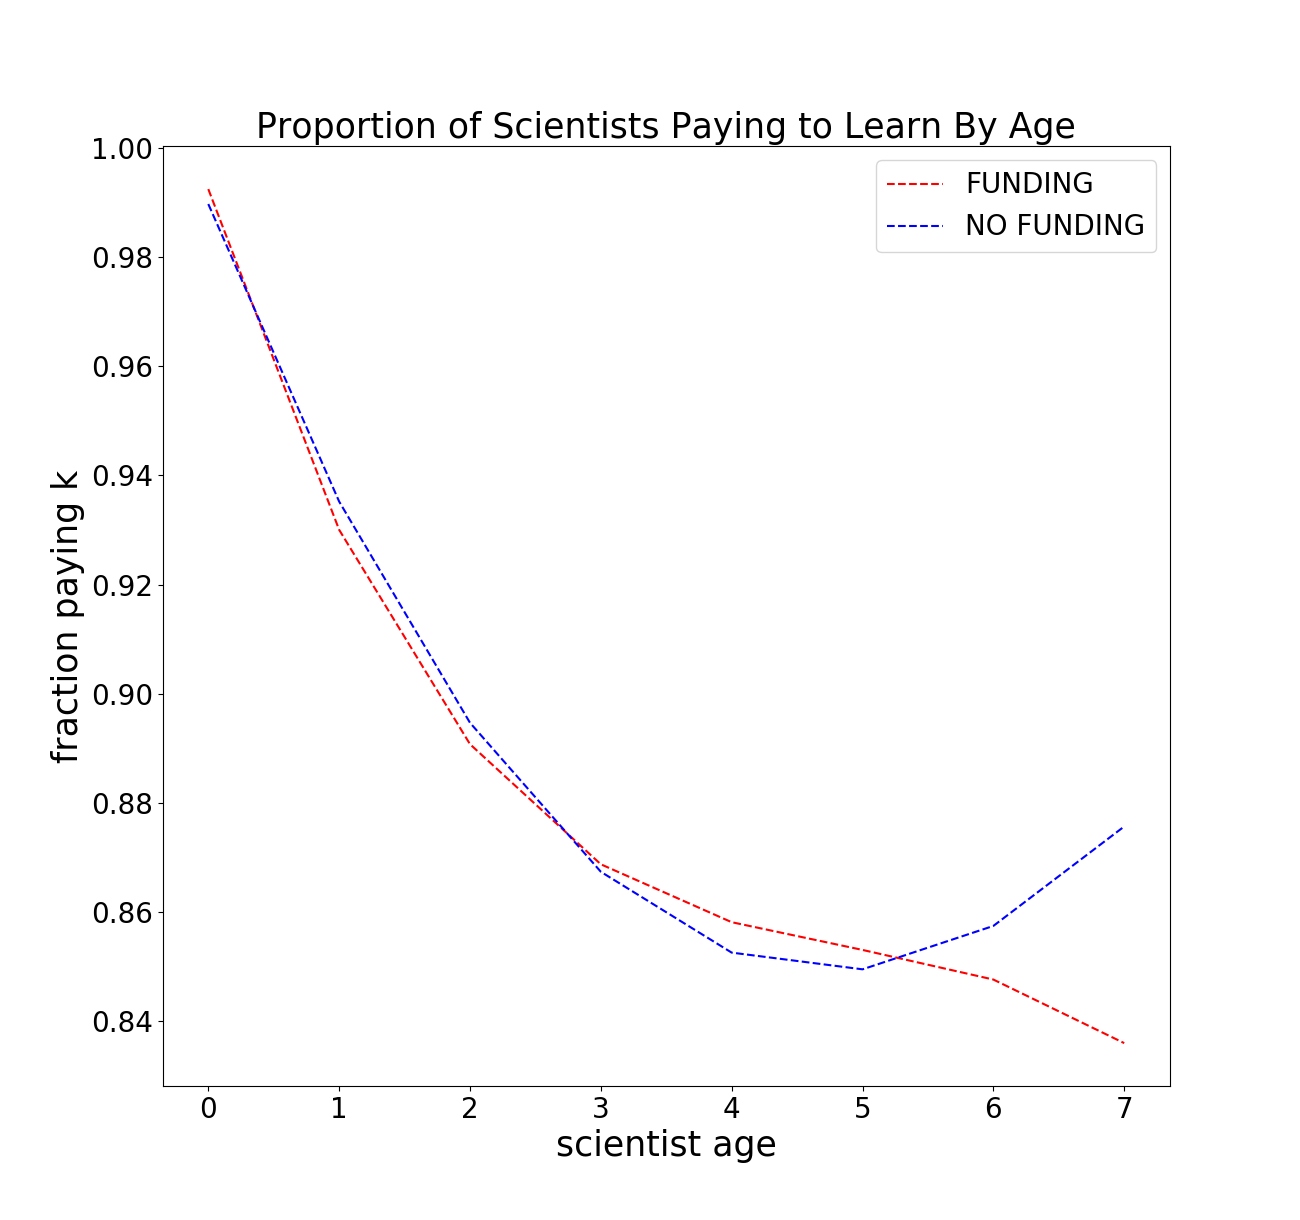 Proportion of Scientists Paying to Learn By Age
FUNDING
NO FUNDING
fraction paying k
1.00
0.98
0.96
0.94
0.92
0.90
0.88
0.86
0.84
0 1 2 3 4 5 6 7
scientist age